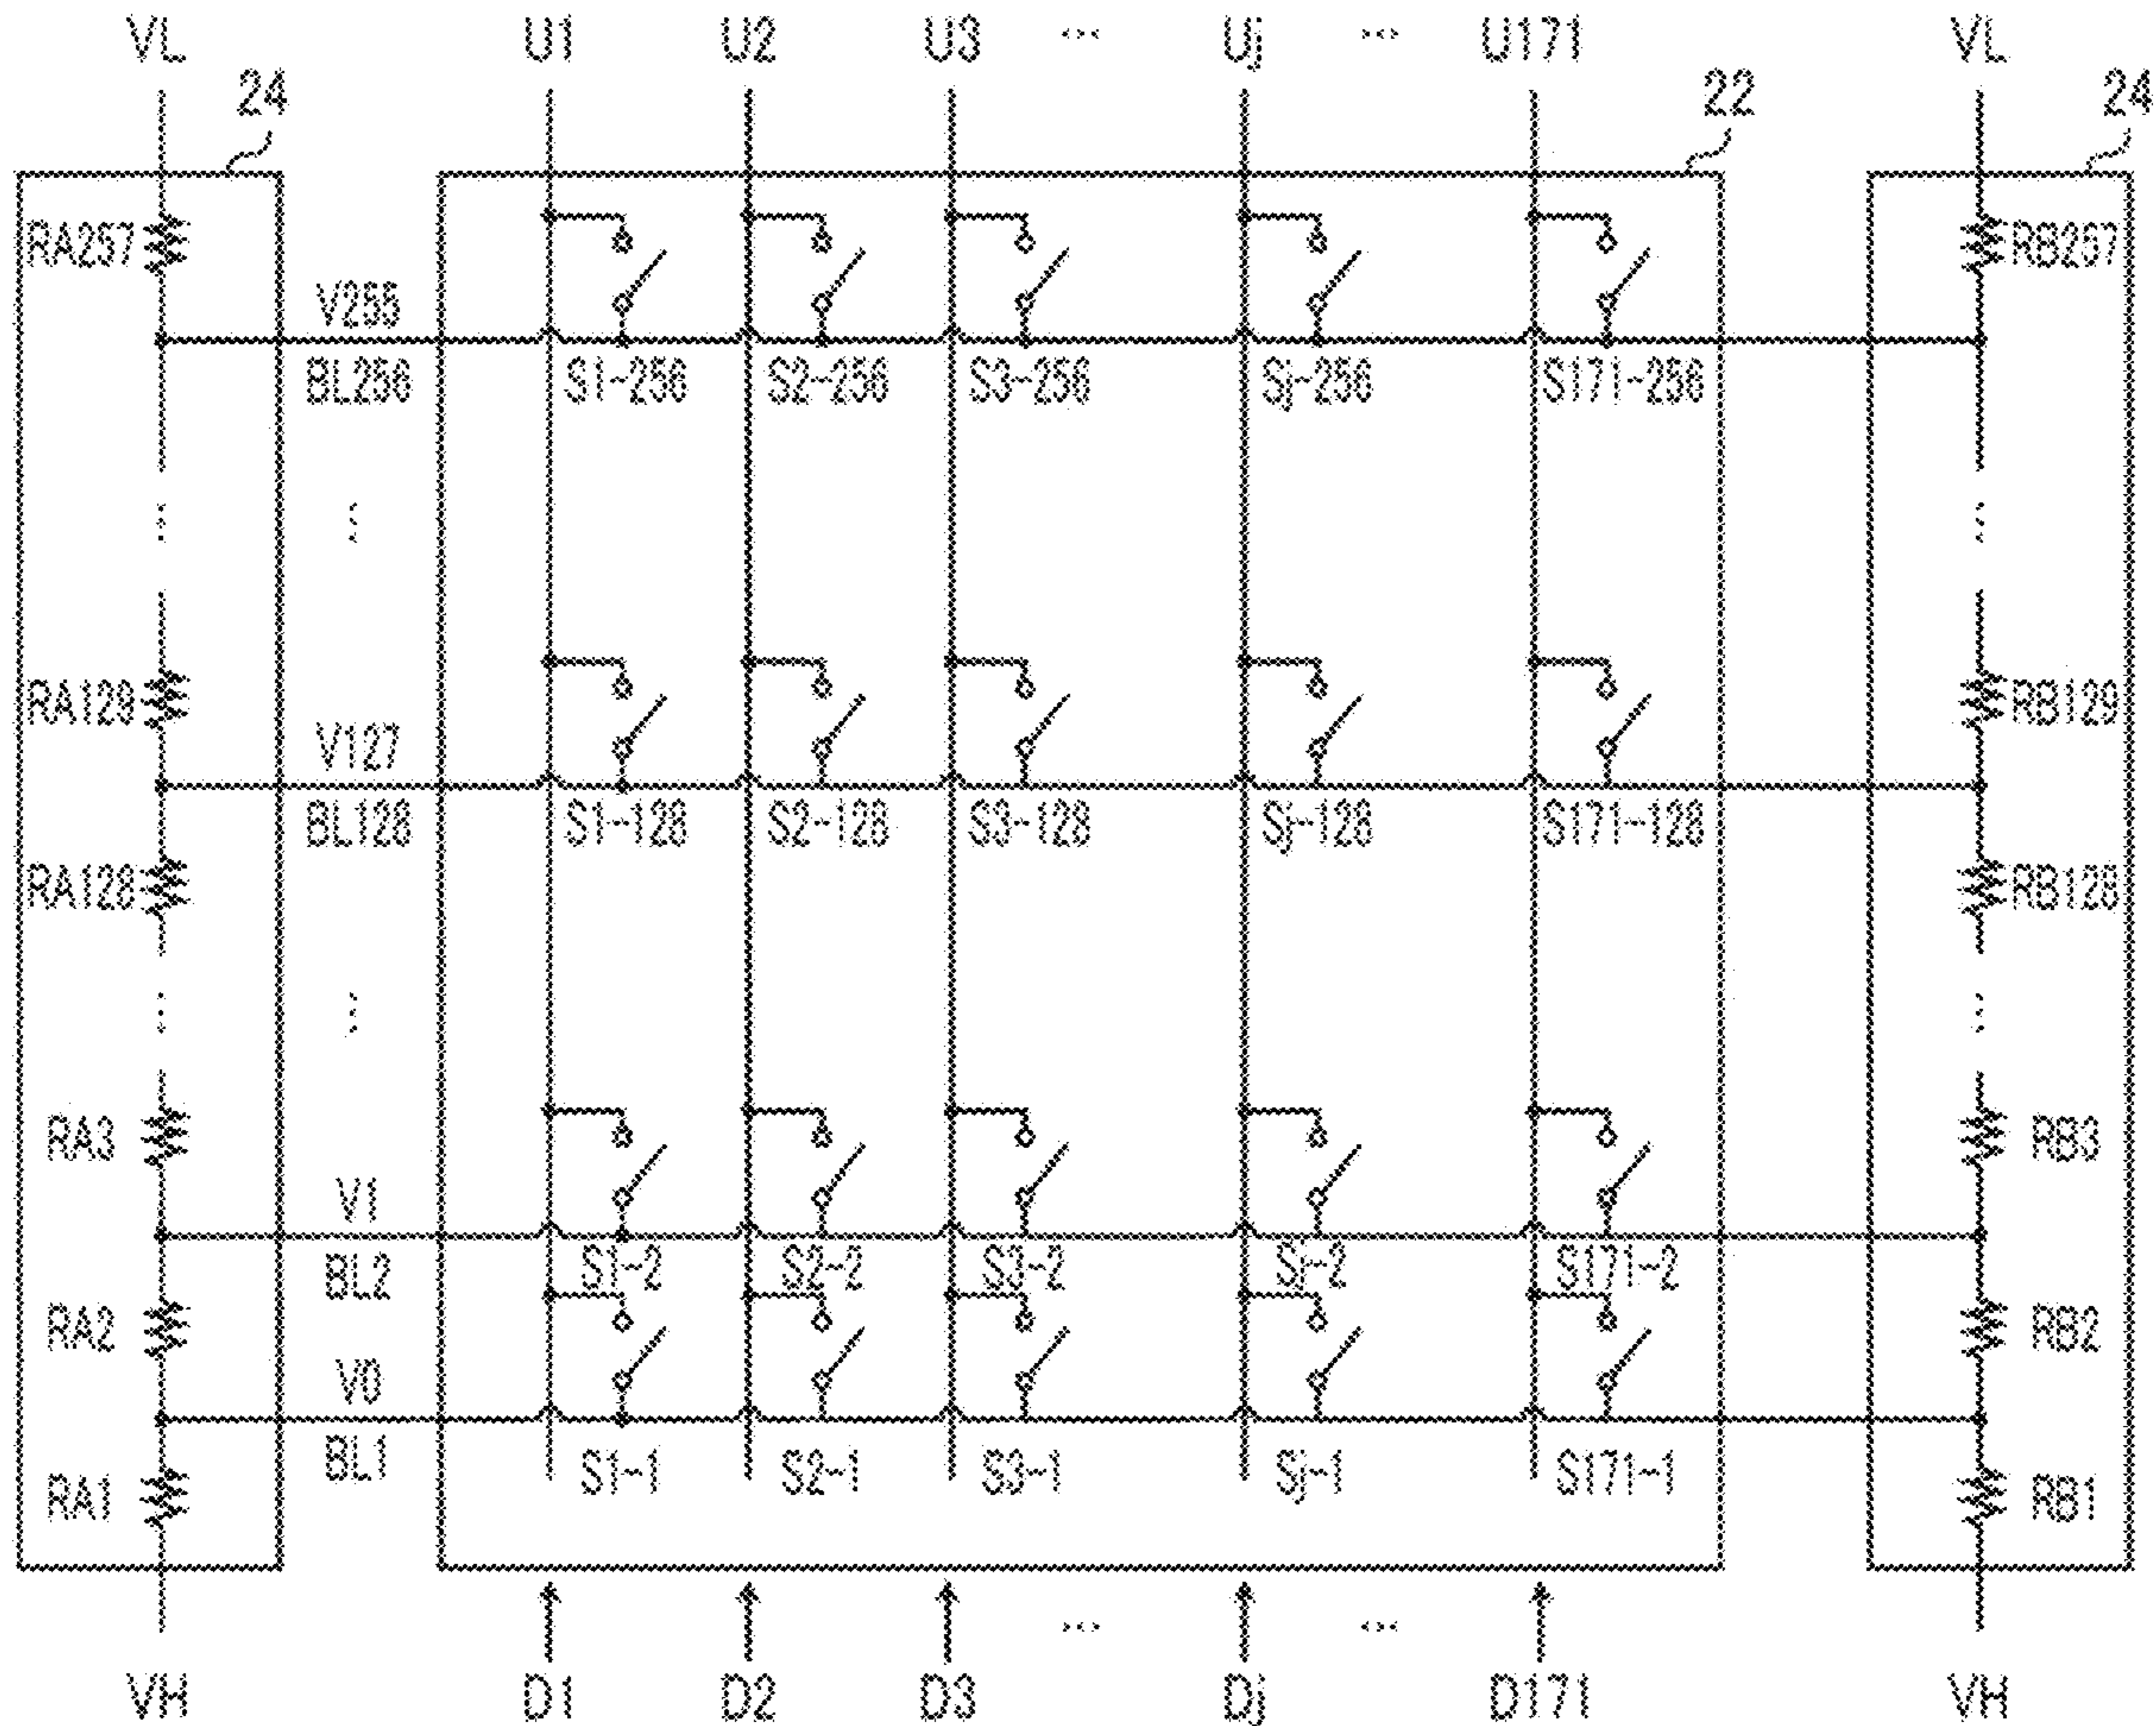 VL U1 U2 U3 ... Uj ... U171 VL
24 22 24
RA257 RB257
V255
BL256 S1-256 S2-256 S3-256 Sj-256 S171-256
RA129 RB129
V127
BL128 S1-128 S2-128 S3-128 Sj-128 S171-128
RA128 RB128
RA3 RB3
V1
BL2 S1-2 S2-2 S3-2 Sj-2 S171-2
RA2 RB2
V0
BL1 S1-1 S2-1 S3-1 Sj-1 S171-1
RA1 RB1
VH D1 D2 D3 ... Dj ... D171 VH